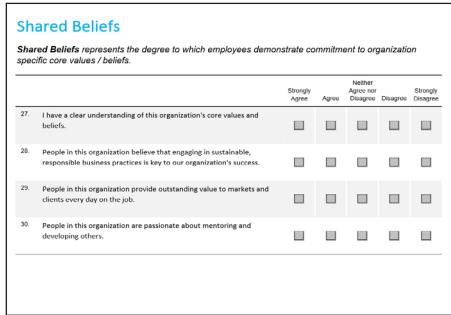 Shared Beliefs
Shared Beliefs represents the degree to which employees demonstrate commitment to organization
specific core values / beliefs.
Strongly Agree
Agree
Neither Agree nor Disagree
Disagree
Strongly Disagree
27. I have a clear understanding of this organization's core values and
beliefs.
28. People in this organization believe that engaging in sustainable,
responsible business practices is key to our organization's success.
29. People in this organization provide outstanding value to markets and
clients every day on the job.
30. People in this organization are passionate about mentoring and
developing others.